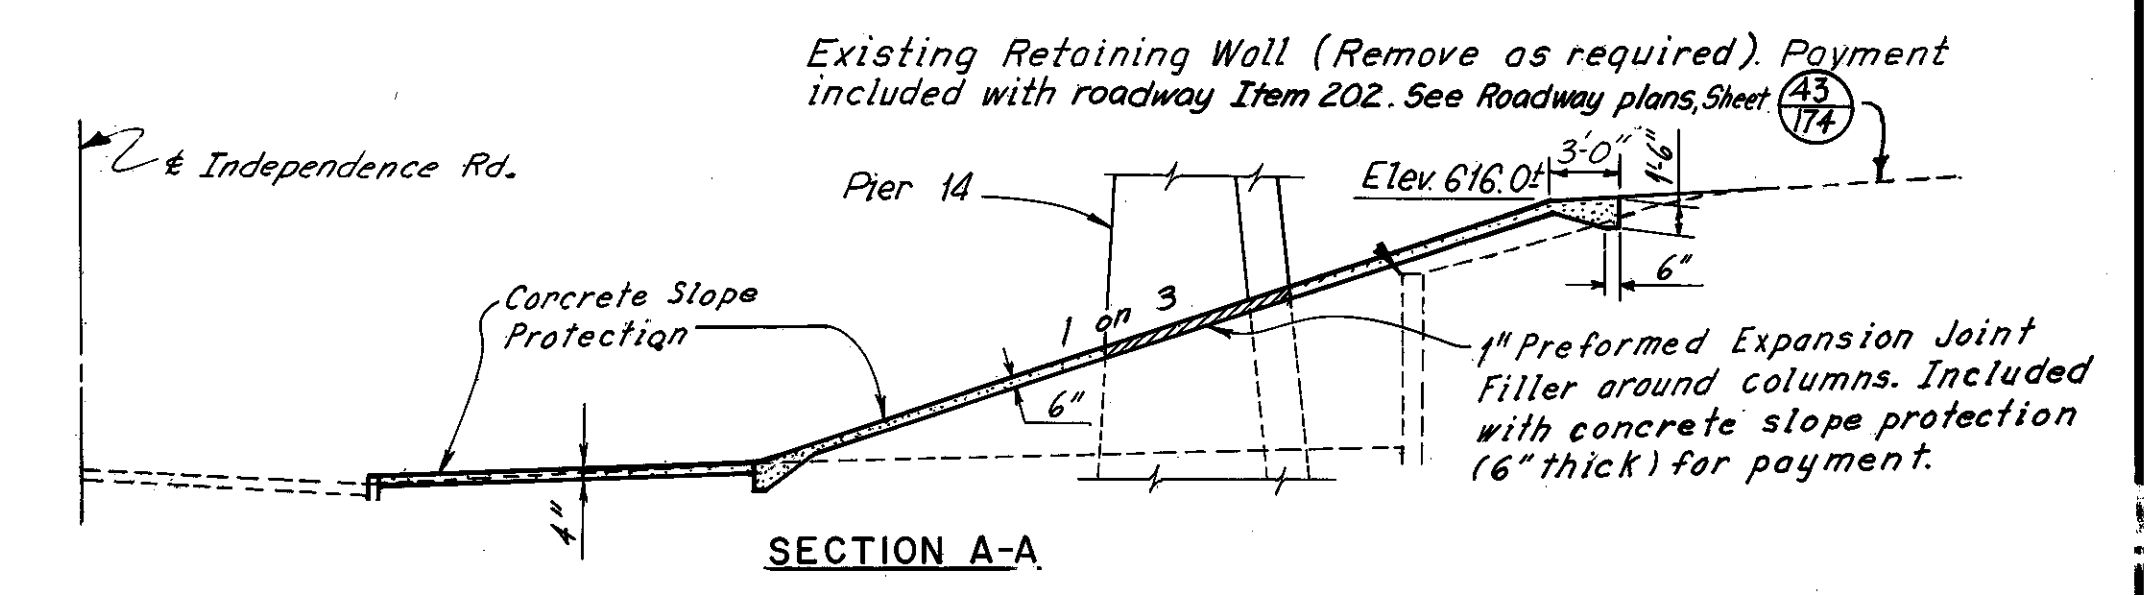 Existing Retaining Wall (Remove as required). Payment
included with roadway Item 202. See Roadway plans, Sheet 43
174
℄ Independence Rd.
Pier 14
Elev. 616.0±
3'-0"
1'-6"
6"
Concrete Slope
Protection
1 on 3
6"
4"
1" Preformed Expansion Joint
Filler around columns. Included
with concrete slope protection
(6" thick) for payment.
SECTION A-A